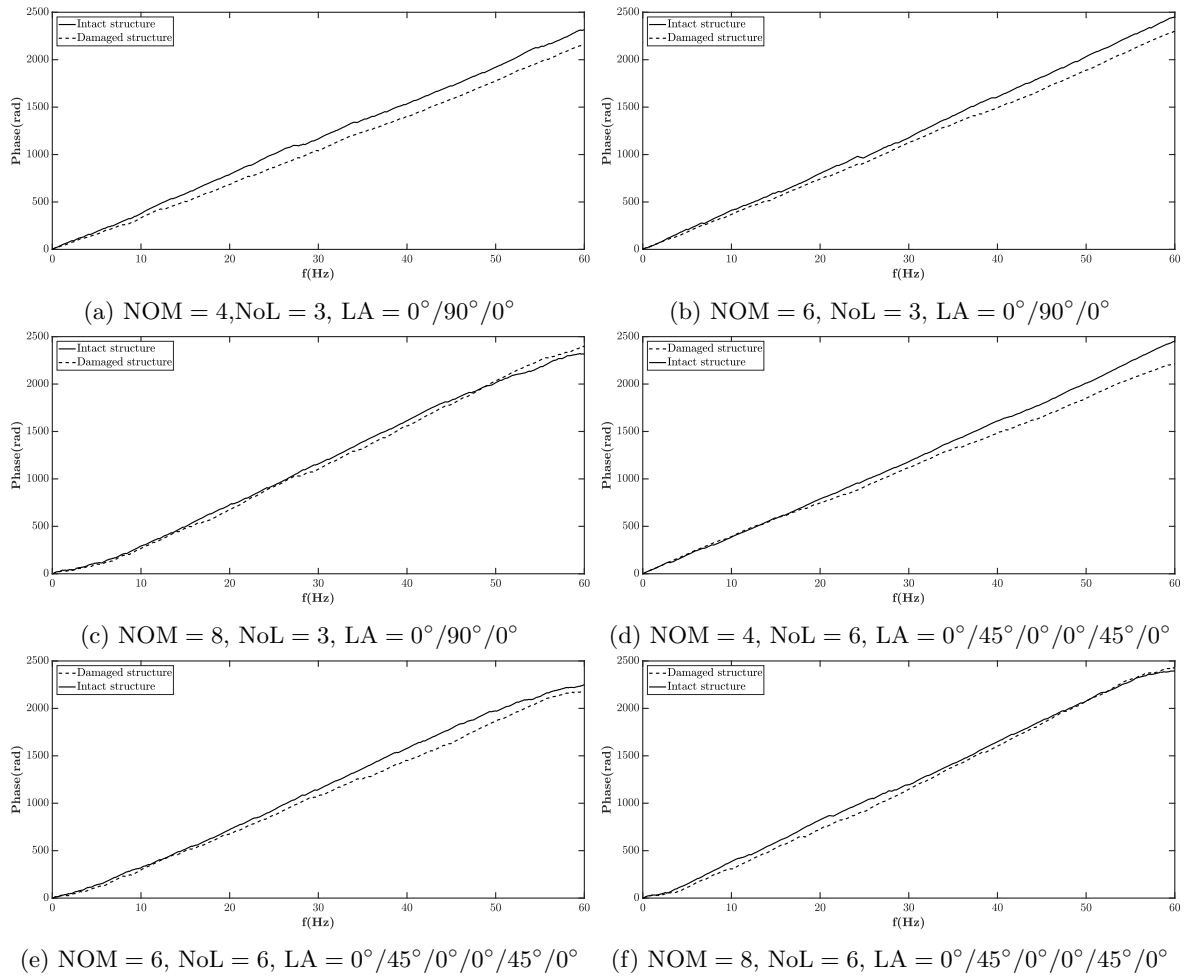 2500
2000
1500
1000
500
0
Phase(rad)
Intact structure
Damaged structure
0 10 20 30 40 50 60
f(Hz)
(a) NOM = 4,NoL = 3, LA = 0°/90°/0°
2500
2000
1500
1000
500
0
Phase(rad)
Intact structure
Damaged structure
0 10 20 30 40 50 60
f(Hz)
(b) NOM = 6, NoL = 3, LA = 0°/90°/0°
2500
2000
1500
1000
500
0
Phase(rad)
Intact structure
Damaged structure
0 10 20 30 40 50 60
f(Hz)
(c) NOM = 8, NoL = 3, LA = 0°/90°/0°
2500
2000
1500
1000
500
0
Phase(rad)
Damaged structure
Intact structure
0 10 20 30 40 50 60
f(Hz)
(d) NOM = 4, NoL = 6, LA = 0°/45°/0°/0°/45°/0°
2500
2000
1500
1000
500
0
Phase(rad)
Damaged structure
Intact structure
0 10 20 30 40 50 60
f(Hz)
(e) NOM = 6, NoL = 6, LA = 0°/45°/0°/0°/45°/0°
2500
2000
1500
1000
500
0
Phase(rad)
Damaged structure
Intact structure
0 10 20 30 40 50 60
f(Hz)
(f) NOM = 8, NoL = 6, LA = 0°/45°/0°/0°/45°/0°